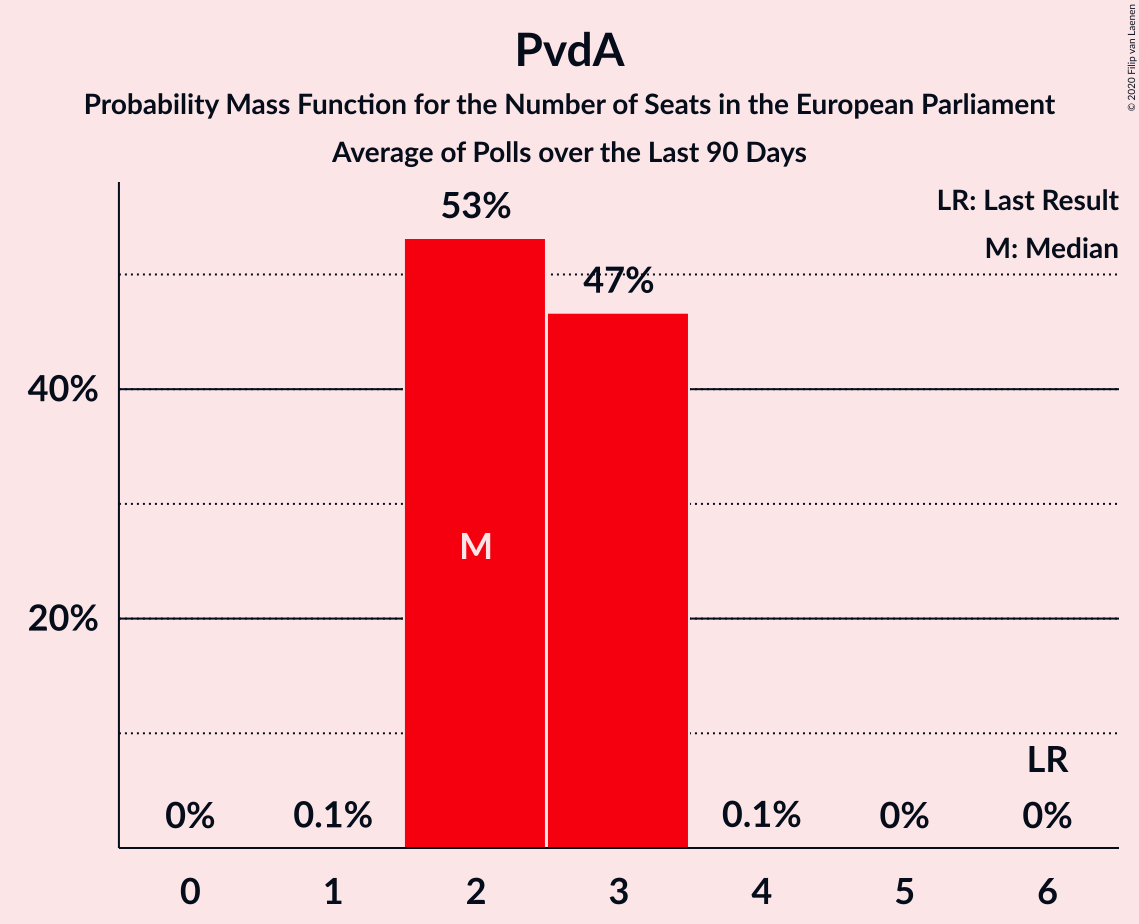 PvdA
Probability Mass Function for the Number of Seats in the European Parliament
Average of Polls over the Last 90 Days
© 2020 Filip van Laenen
LR: Last Result
M: Median
53%
47%
40%
M
20%
LR
0%
0.1%
0.1%
0%
0%
0
1
2
3
4
5
6